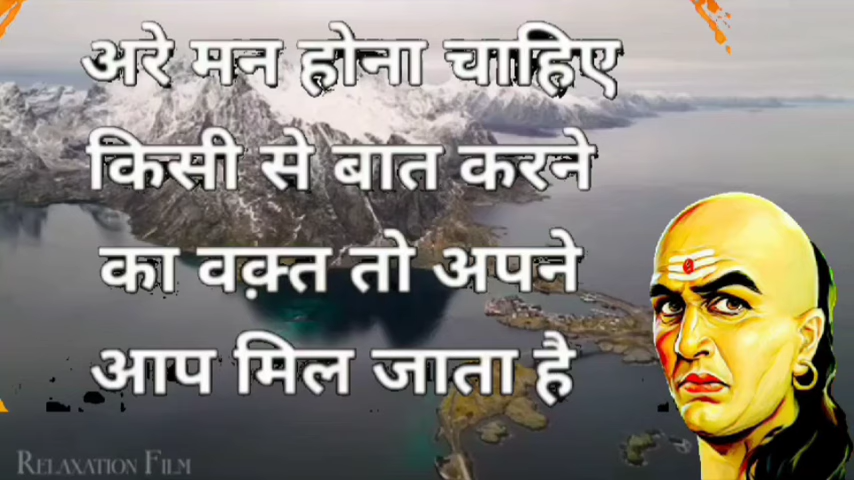 अरे मन होना चाहिए
किसी से बात करने
का वक़्त तो अपने
आप मिल जाता है
RELAXATION FILM